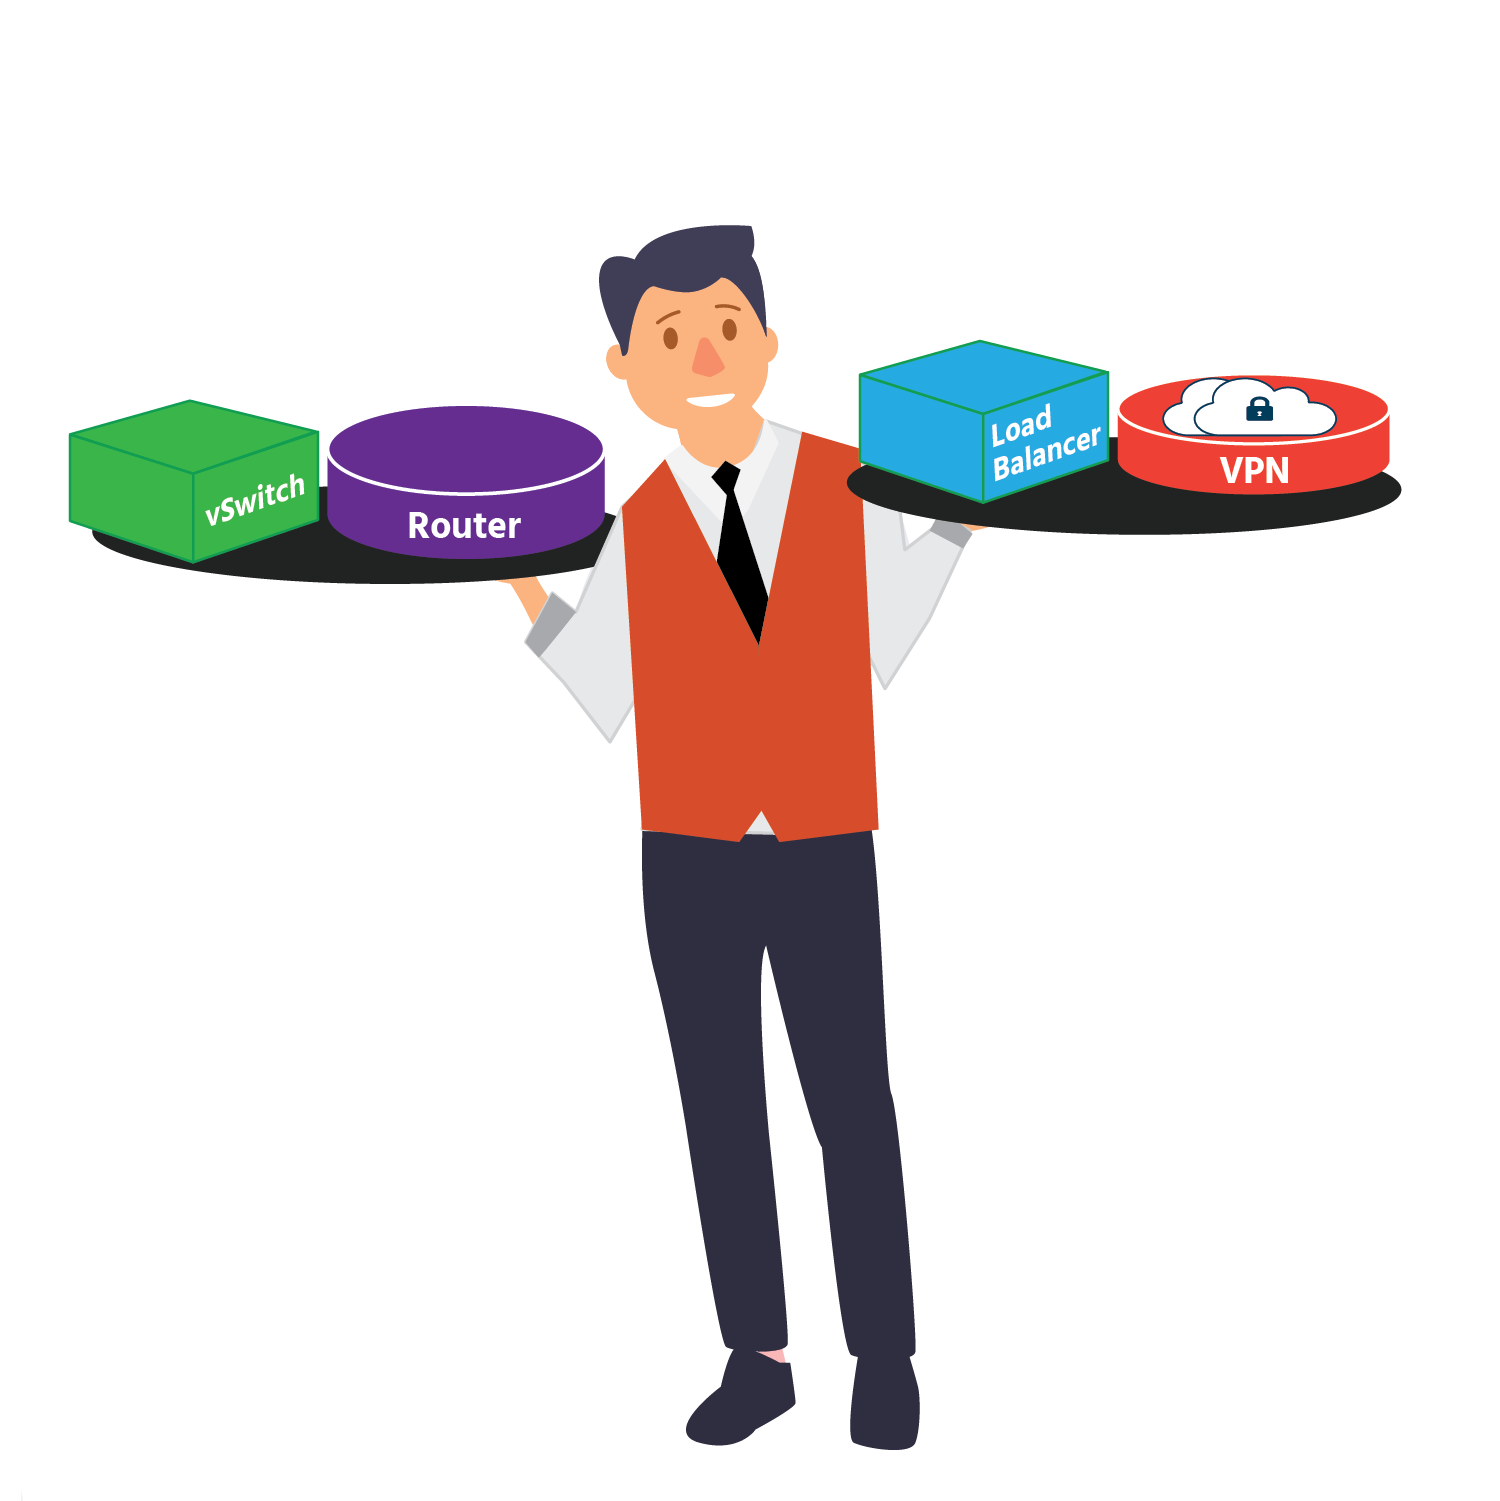 vSwitch
Router
Load
Balancer
VPN